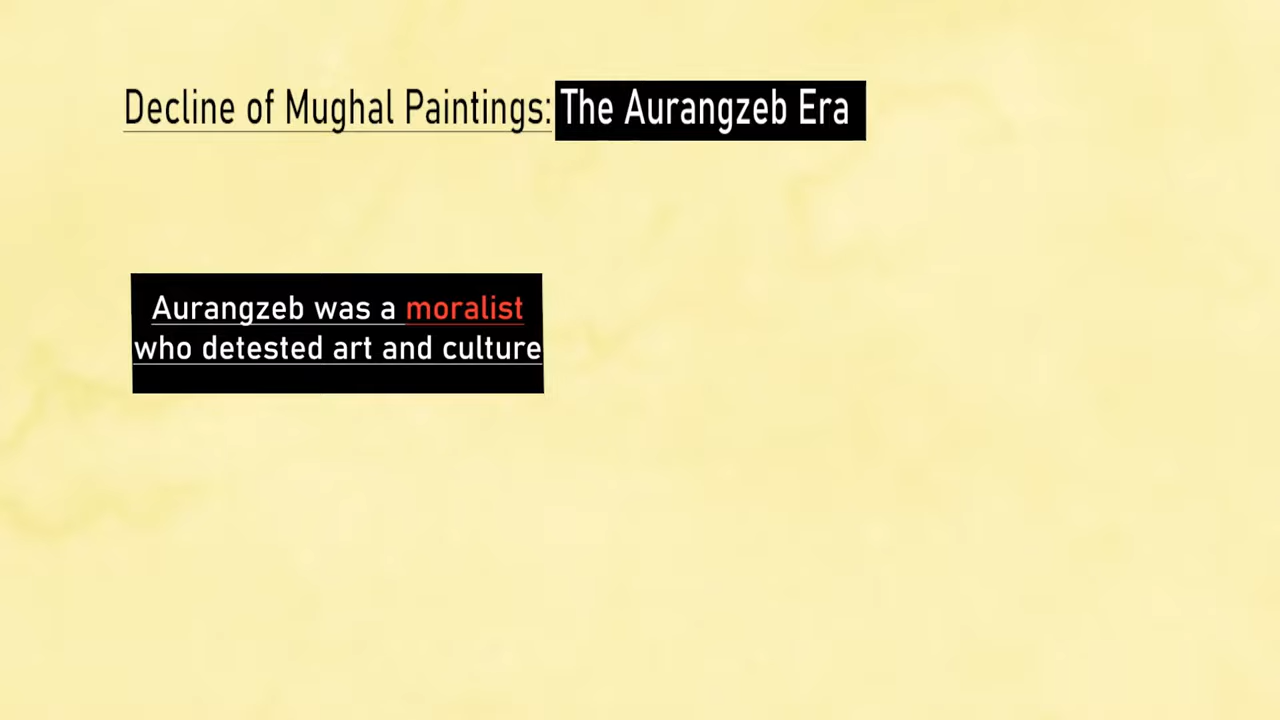 Decline of Mughal Paintings: The Aurangzeb Era
Aurangzeb was a moralist
who detested art and culture